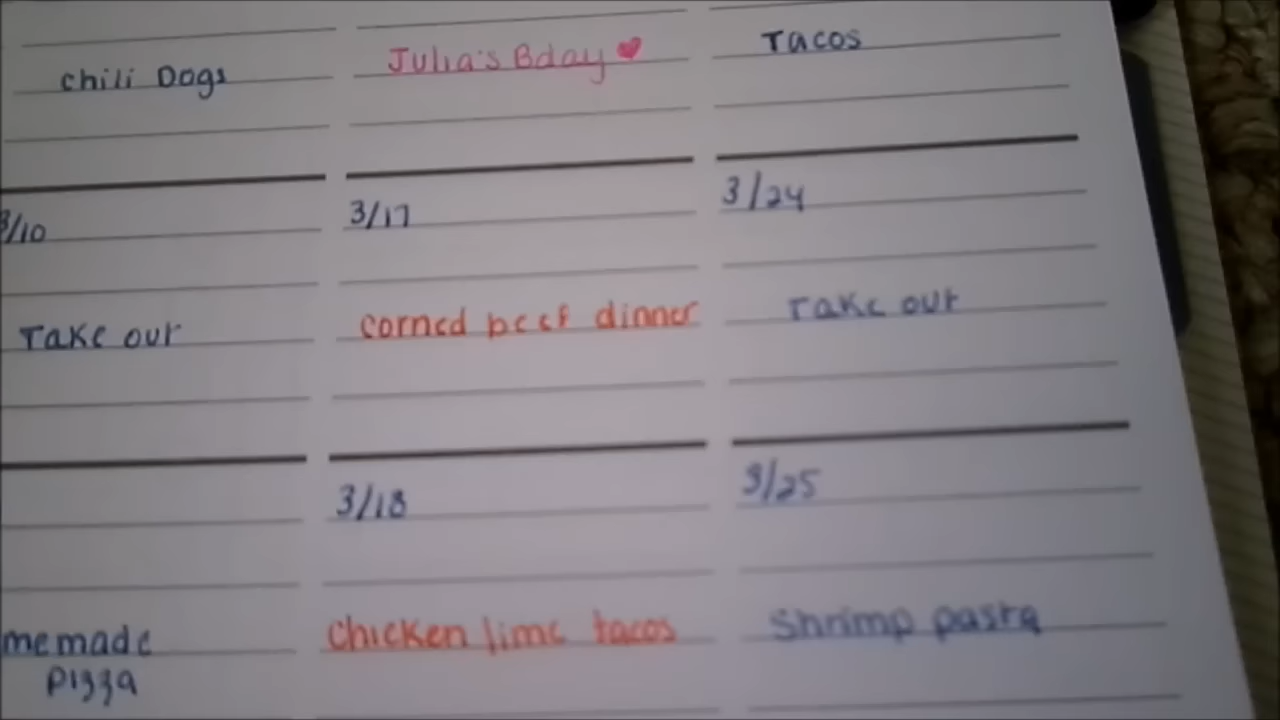 Chili Dogs
Julia's Bday
Tacos
3/10
3/17
3/24
Take out
corned beef dinner
Take out
3/18
3/25
memade
pizza
chicken lime tacos
shrimp pasta